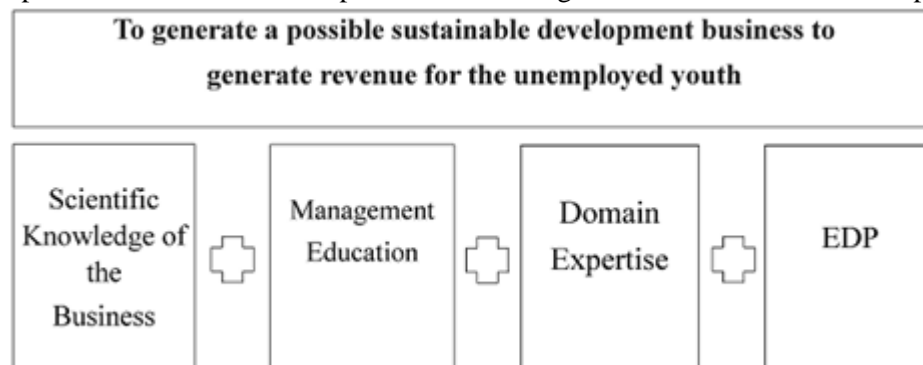 To generate a possible sustainable development business to
generate revenue for the unemployed youth
Scientific
Knowledge of
the
Business
Management
Education
Domain
Expertise
EDP